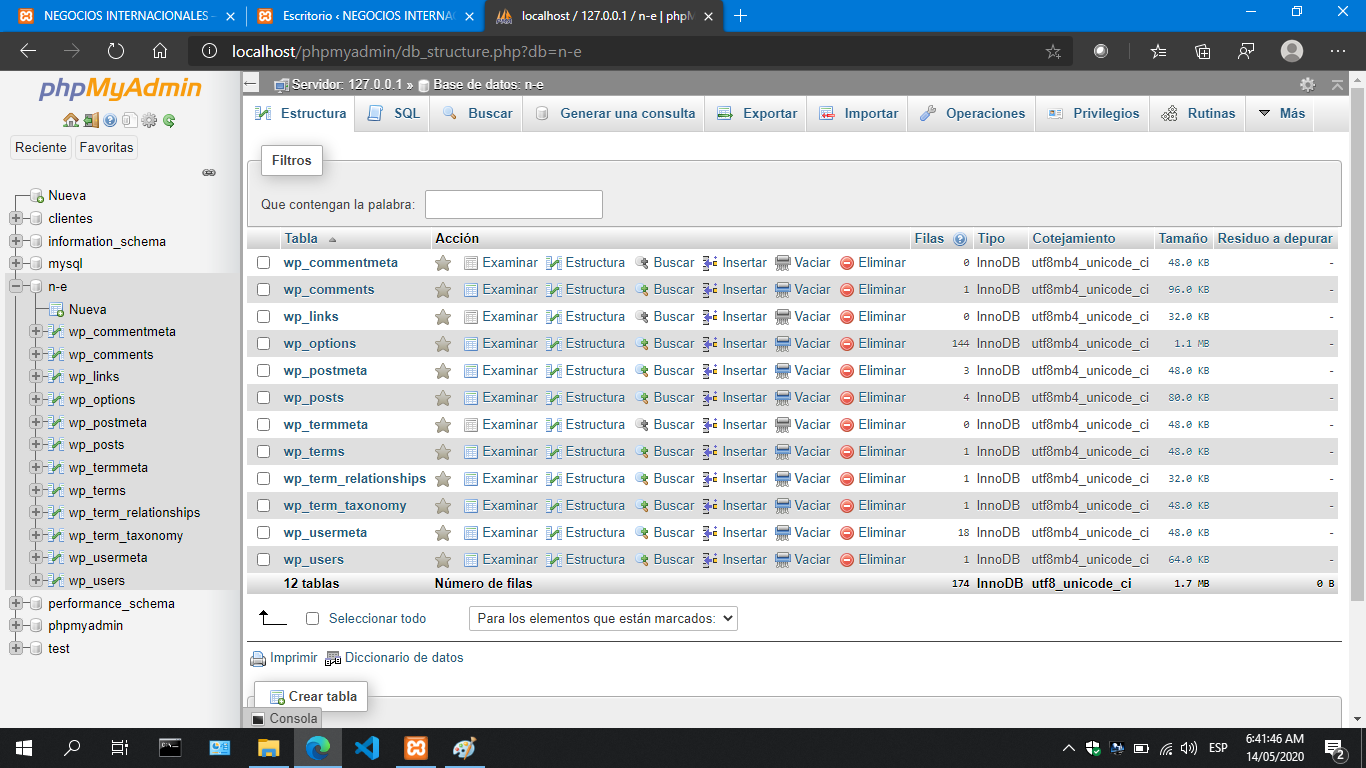 NEGOCIOS INTERNACIONALES –
Escritorio ‹ NEGOCIOS INTERNAC
localhost / 127.0.0.1 / n-e | phpM
localhost/phpmyadmin/db_structure.php?db=n-e
phpMyAdmin
Reciente Favoritas
Nueva
clientes
information_schema
mysql
n-e
Nueva
wp_commentmeta
wp_comments
wp_links
wp_options
wp_postmeta
wp_posts
wp_termmeta
wp_terms
wp_term_relationships
wp_term_taxonomy
wp_usermeta
wp_users
performance_schema
phpmyadmin
test
Servidor: 127.0.0.1 » Base de datos: n-e
Estructura SQL Buscar Generar una consulta Exportar Importar Operaciones Privilegios Rutinas Más
Filtros
Que contengan la palabra:
Tabla Acción Filas Tipo Cotejamiento Tamaño Residuo a depurar
wp_commentmeta Examinar Estructura Buscar Insertar Vaciar Eliminar 0 InnoDB utf8mb4_unicode_ci 48.0 KB -
wp_comments Examinar Estructura Buscar Insertar Vaciar Eliminar 1 InnoDB utf8mb4_unicode_ci 96.0 KB -
wp_links Examinar Estructura Buscar Insertar Vaciar Eliminar 0 InnoDB utf8mb4_unicode_ci 32.0 KB -
wp_options Examinar Estructura Buscar Insertar Vaciar Eliminar 144 InnoDB utf8mb4_unicode_ci 1.1 MB -
wp_postmeta Examinar Estructura Buscar Insertar Vaciar Eliminar 3 InnoDB utf8mb4_unicode_ci 48.0 KB -
wp_posts Examinar Estructura Buscar Insertar Vaciar Eliminar 4 InnoDB utf8mb4_unicode_ci 80.0 KB -
wp_termmeta Examinar Estructura Buscar Insertar Vaciar Eliminar 0 InnoDB utf8mb4_unicode_ci 48.0 KB -
wp_terms Examinar Estructura Buscar Insertar Vaciar Eliminar 1 InnoDB utf8mb4_unicode_ci 48.0 KB -
wp_term_relationships Examinar Estructura Buscar Insertar Vaciar Eliminar 1 InnoDB utf8mb4_unicode_ci 32.0 KB -
wp_term_taxonomy Examinar Estructura Buscar Insertar Vaciar Eliminar 1 InnoDB utf8mb4_unicode_ci 48.0 KB -
wp_usermeta Examinar Estructura Buscar Insertar Vaciar Eliminar 18 InnoDB utf8mb4_unicode_ci 48.0 KB -
wp_users Examinar Estructura Buscar Insertar Vaciar Eliminar 1 InnoDB utf8mb4_unicode_ci 64.0 KB -
12 tablas Número de filas 174 InnoDB utf8_unicode_ci 1.7 MB 0 B
Seleccionar todo Para los elementos que están marcados:
Imprimir Diccionario de datos
Crear tabla
Consola
ESP
6:41:46 AM
14/05/2020
2